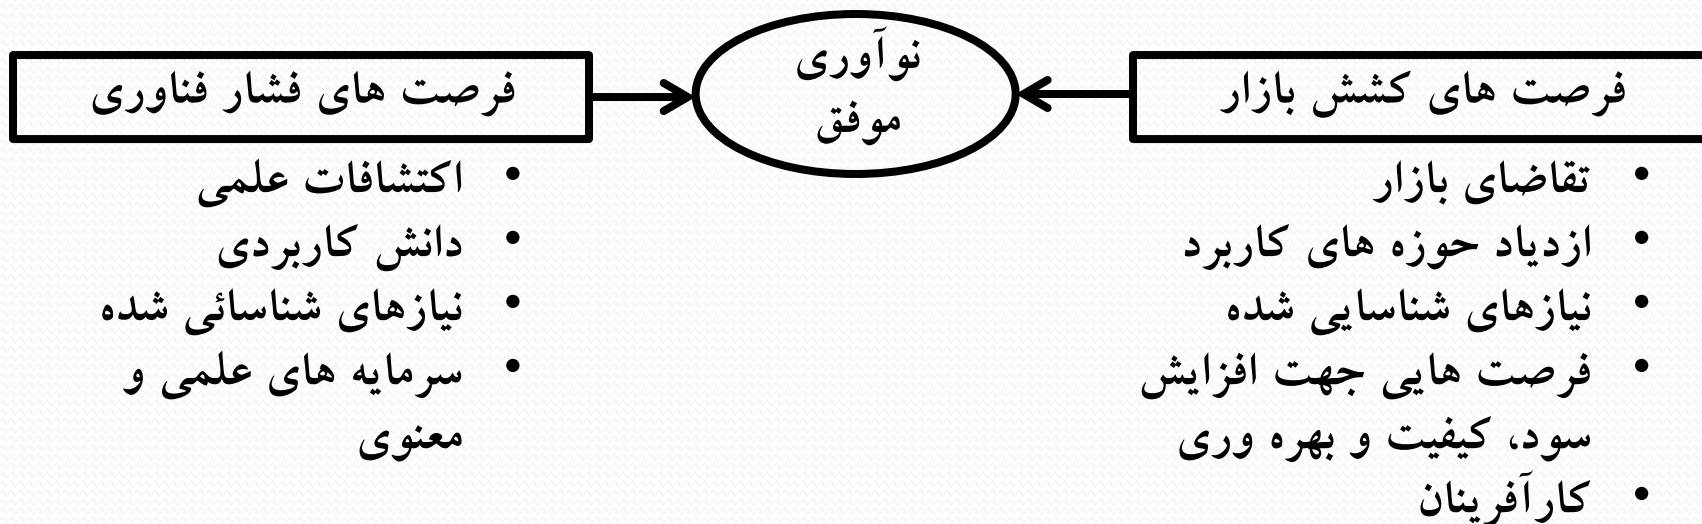 فرصت های کشش بازار
نوآوری
موفق
فرصت های فشار فناوری
• تقاضای بازار
• ازدیاد حوزه های کاربرد
• نیازهای شناسایی شده
• فرصت هایی جهت افزایش
سود، کیفیت و بهره وری
• کارآفرینان
• اکتشافات علمی
• دانش کاربردی
• نیازهای شناسائی شده
• سرمایه های علمی و
معنوی